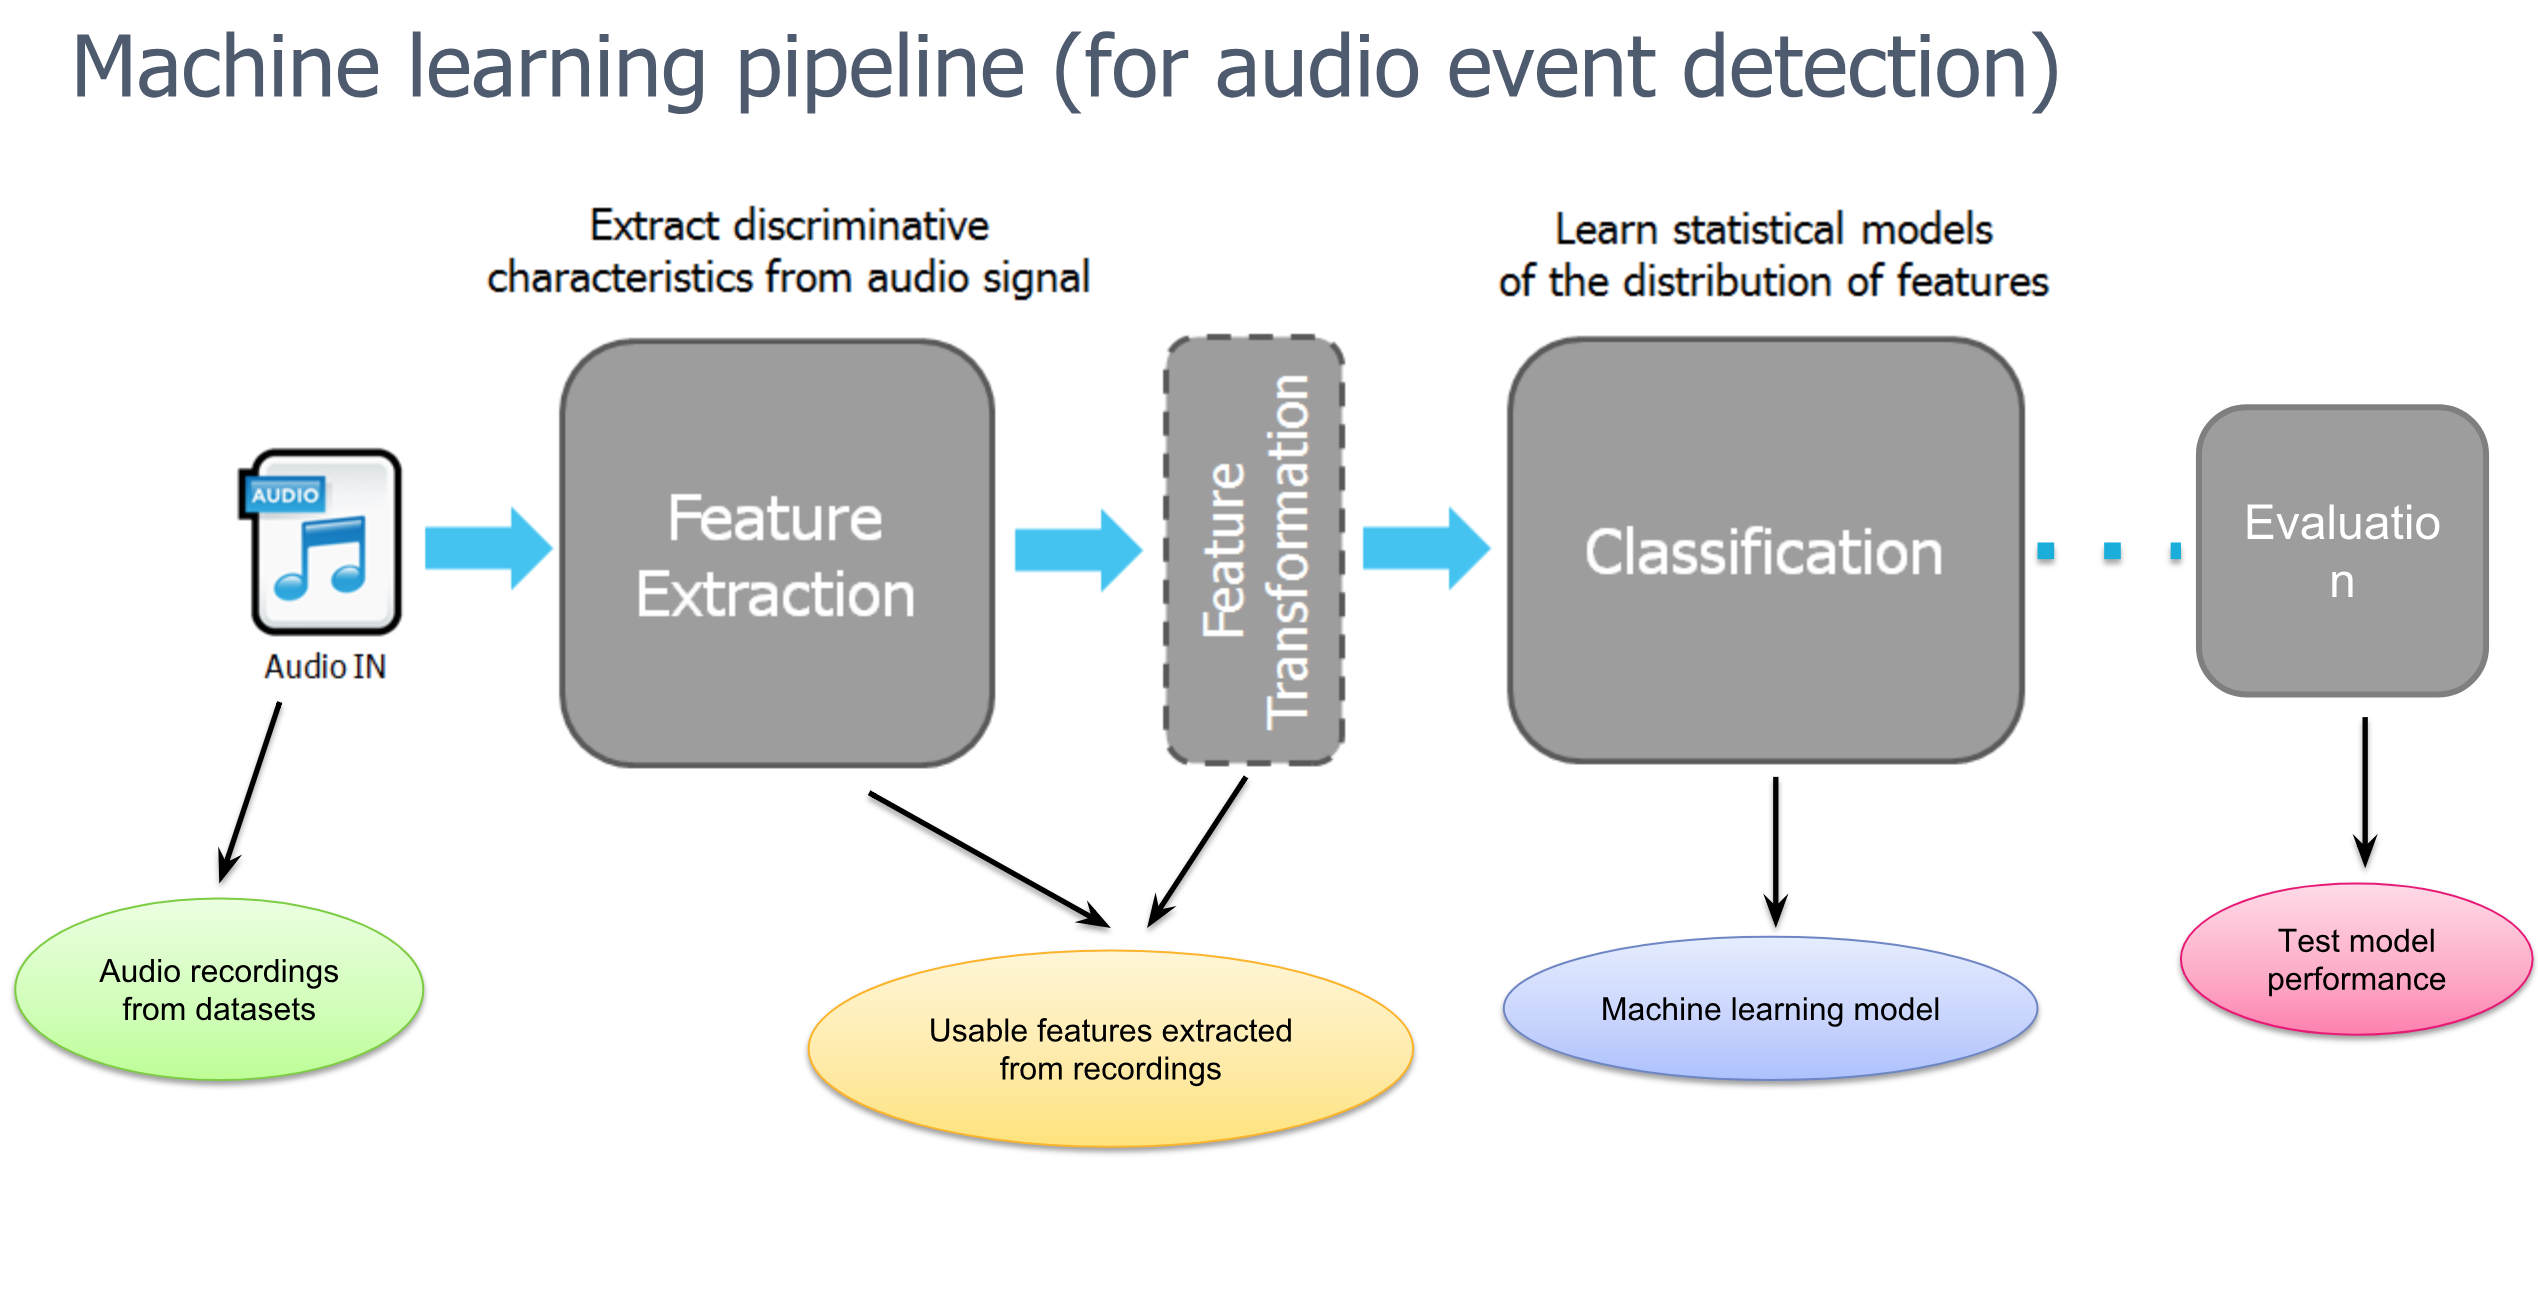 Machine learning pipeline (for audio event detection)
Extract discriminative
characteristics from audio signal
Learn statistical models
of the distribution of features
AUDIO
Audio IN
Feature
Extraction
Feature
Transformation
Classification
Evaluatio
n
Audio recordings
from datasets
Usable features extracted
from recordings
Machine learning model
Test model
performance